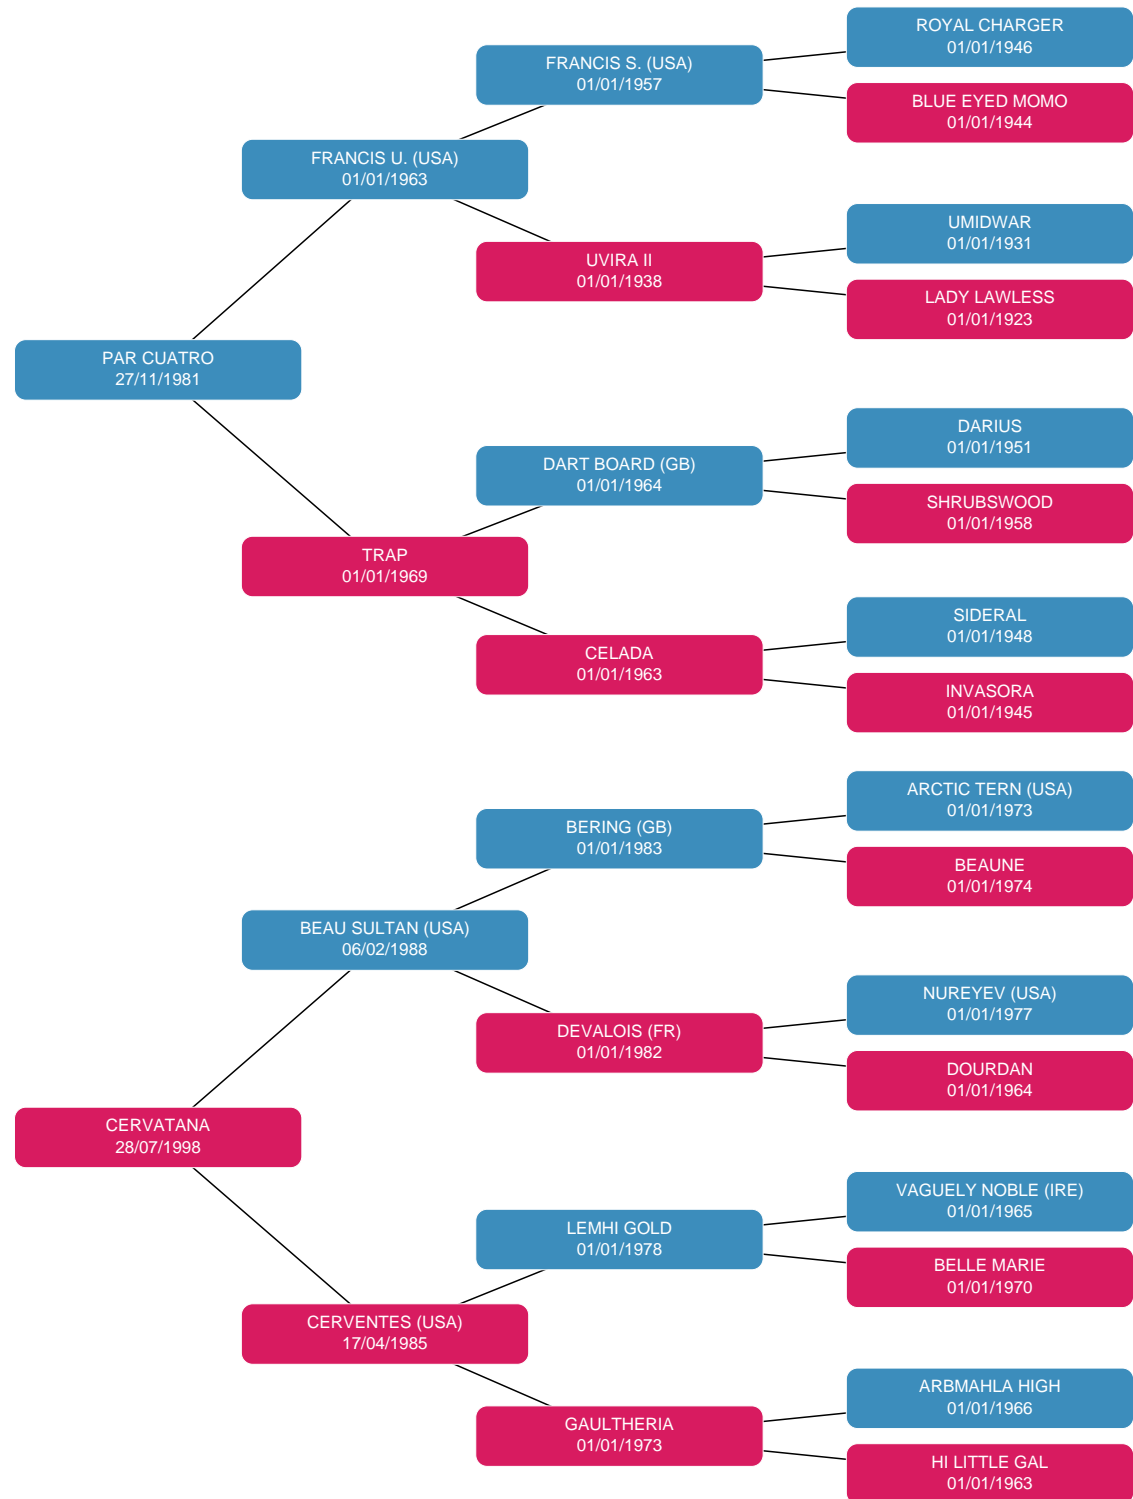 ROYAL CHARGER
01/01/1946
FRANCIS S. (USA)
01/01/1957
BLUE EYED MOMO
01/01/1944
FRANCIS U. (USA)
01/01/1963
UMIDWAR
01/01/1931
UVIRA II
01/01/1938
LADY LAWLESS
01/01/1923
PAR CUATRO
27/11/1981
DARIUS
01/01/1951
DART BOARD (GB)
01/01/1964
SHRUBSWOOD
01/01/1958
TRAP
01/01/1969
SIDERAL
01/01/1948
CELADA
01/01/1963
INVASORA
01/01/1945
ARCTIC TERN (USA)
01/01/1973
BERING (GB)
01/01/1983
BEAUNE
01/01/1974
BEAU SULTAN (USA)
06/02/1988
NUREYEV (USA)
01/01/1977
DEVALOIS (FR)
01/01/1982
DOURDAN
01/01/1964
CERVATANA
28/07/1998
VAGUELY NOBLE (IRE)
01/01/1965
LEMHI GOLD
01/01/1978
BELLE MARIE
01/01/1970
CERVENTES (USA)
17/04/1985
ARBMAHLA HIGH
01/01/1966
GAULTHERIA
01/01/1973
HI LITTLE GAL
01/01/1963